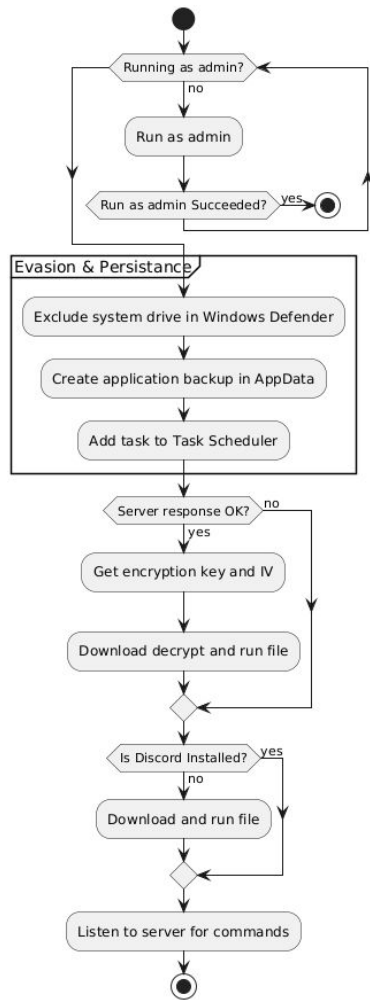 Running as admin?
no
Run as admin
Run as admin Succeeded?
yes
Evasion & Persistance
Exclude system drive in Windows Defender
Create application backup in AppData
Add task to Task Scheduler
Server response OK?
no
yes
Get encryption key and IV
Download decrypt and run file
Is Discord Installed?
yes
no
Download and run file
Listen to server for commands